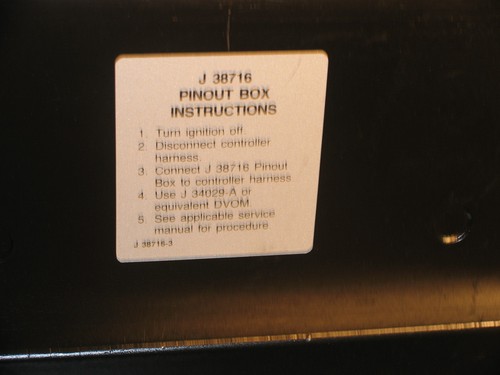 J 38716
PINOUT BOX
INSTRUCTIONS
1. Turn ignition off.
2. Disconnect controller
harness.
3. Connect J 38716 Pinout
Box to controller harness
4. Use J 34029-A or
equivalent DVOM.
5. See applicable service
manual for procedure
J 38716-3